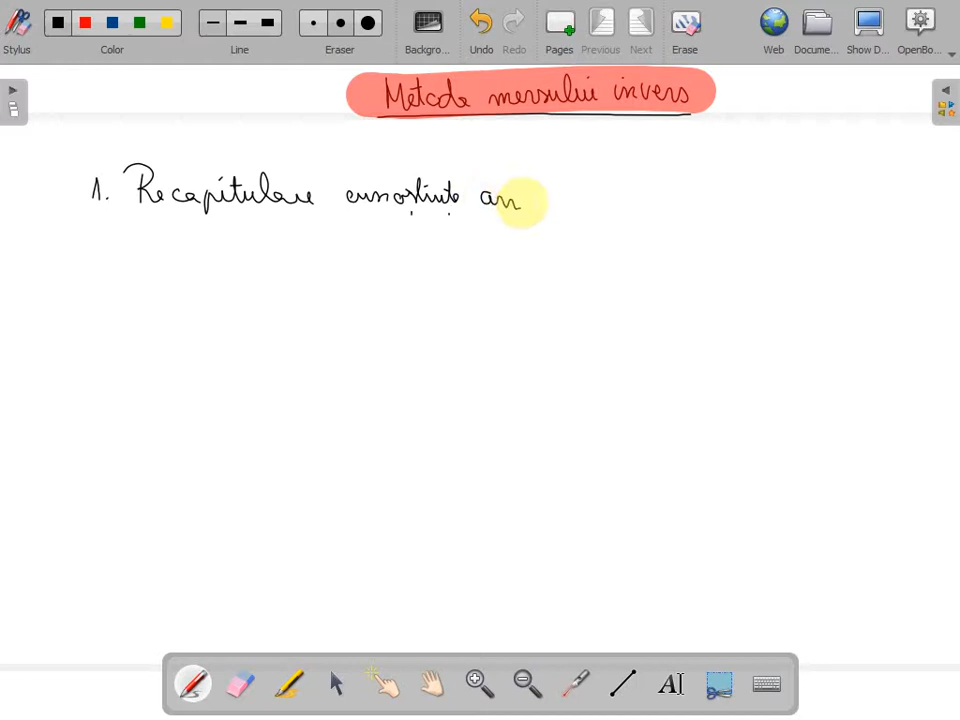 Stylus
Color
Line
Eraser
Backgro...
Undo
Redo
Pages
Previous
Next
Erase
Web
Docume...
Show D...
OpenBo...
Metoda mersului invers
1. Recapitulare cunoștințe an
A